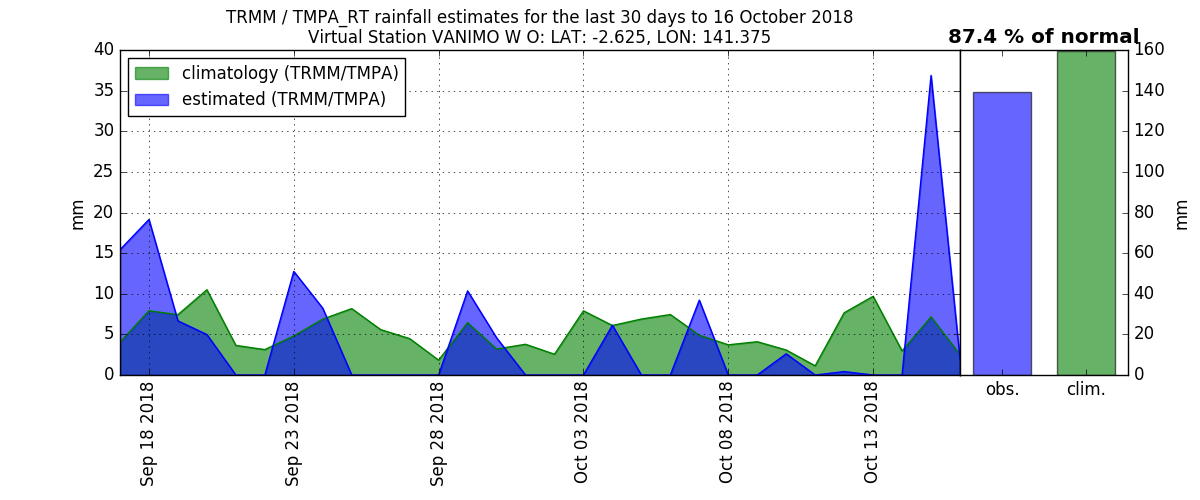 TRMM / TMPA_RT rainfall estimates for the last 30 days to 16 October 2018
Virtual Station VANIMO W O: LAT: -2.625, LON: 141.375
87.4 % of normal
climatology (TRMM/TMPA)
estimated (TRMM/TMPA)
40
35
30
25
20
15
10
5
0
mm
Sep 18 2018
Sep 23 2018
Sep 28 2018
Oct 03 2018
Oct 08 2018
Oct 13 2018
obs.
clim.
160
140
120
100
80
60
40
20
0
mm